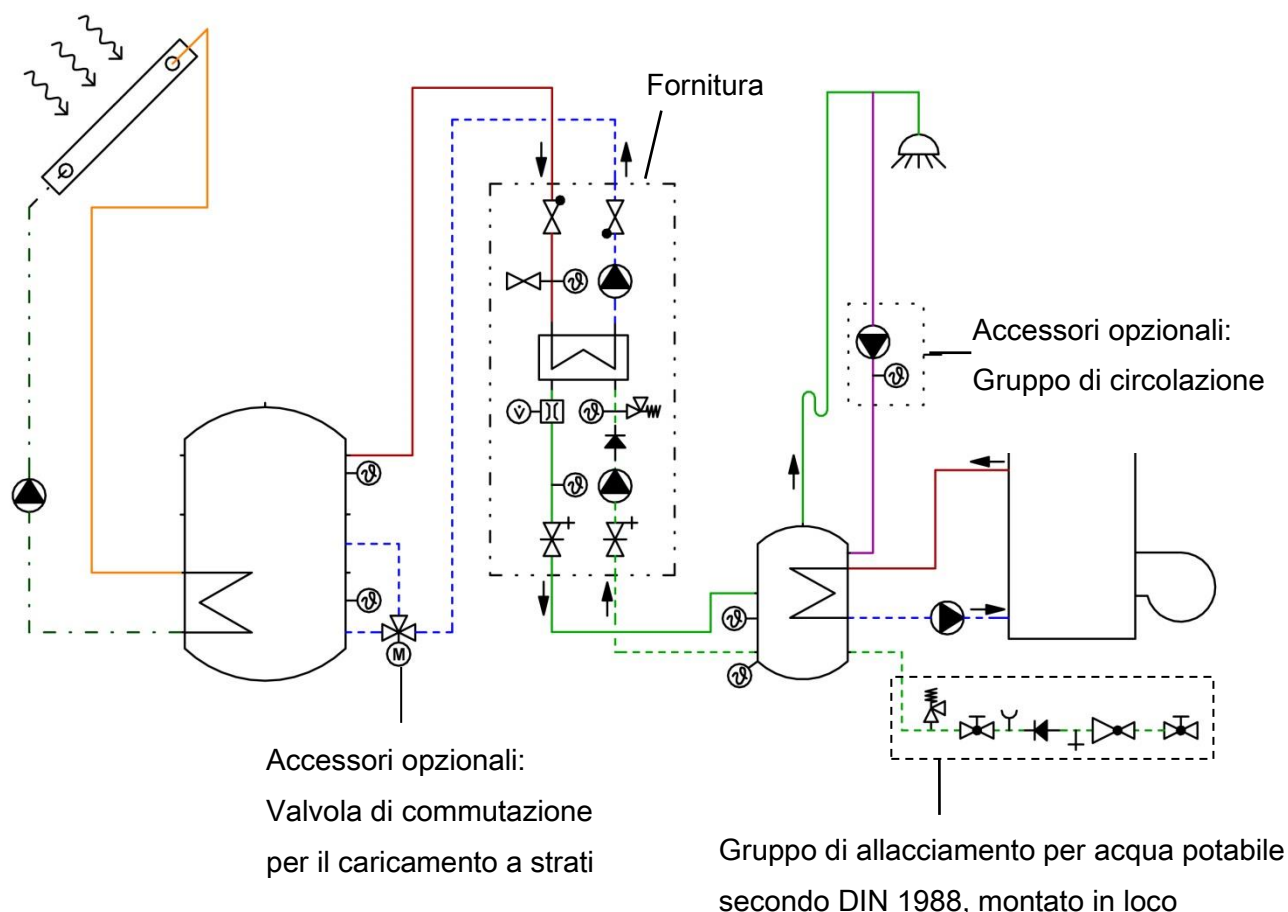 Fornitura
Accessori opzionali:
Gruppo di circolazione
M
Accessori opzionali:
Valvola di commutazione
per il caricamento a strati
Gruppo di allacciamento per acqua potabile
secondo DIN 1988, montato in loco
ϑ
ϑ
V̇
ϑ
ϑ
ϑ
ϑ
ϑ
ϑ